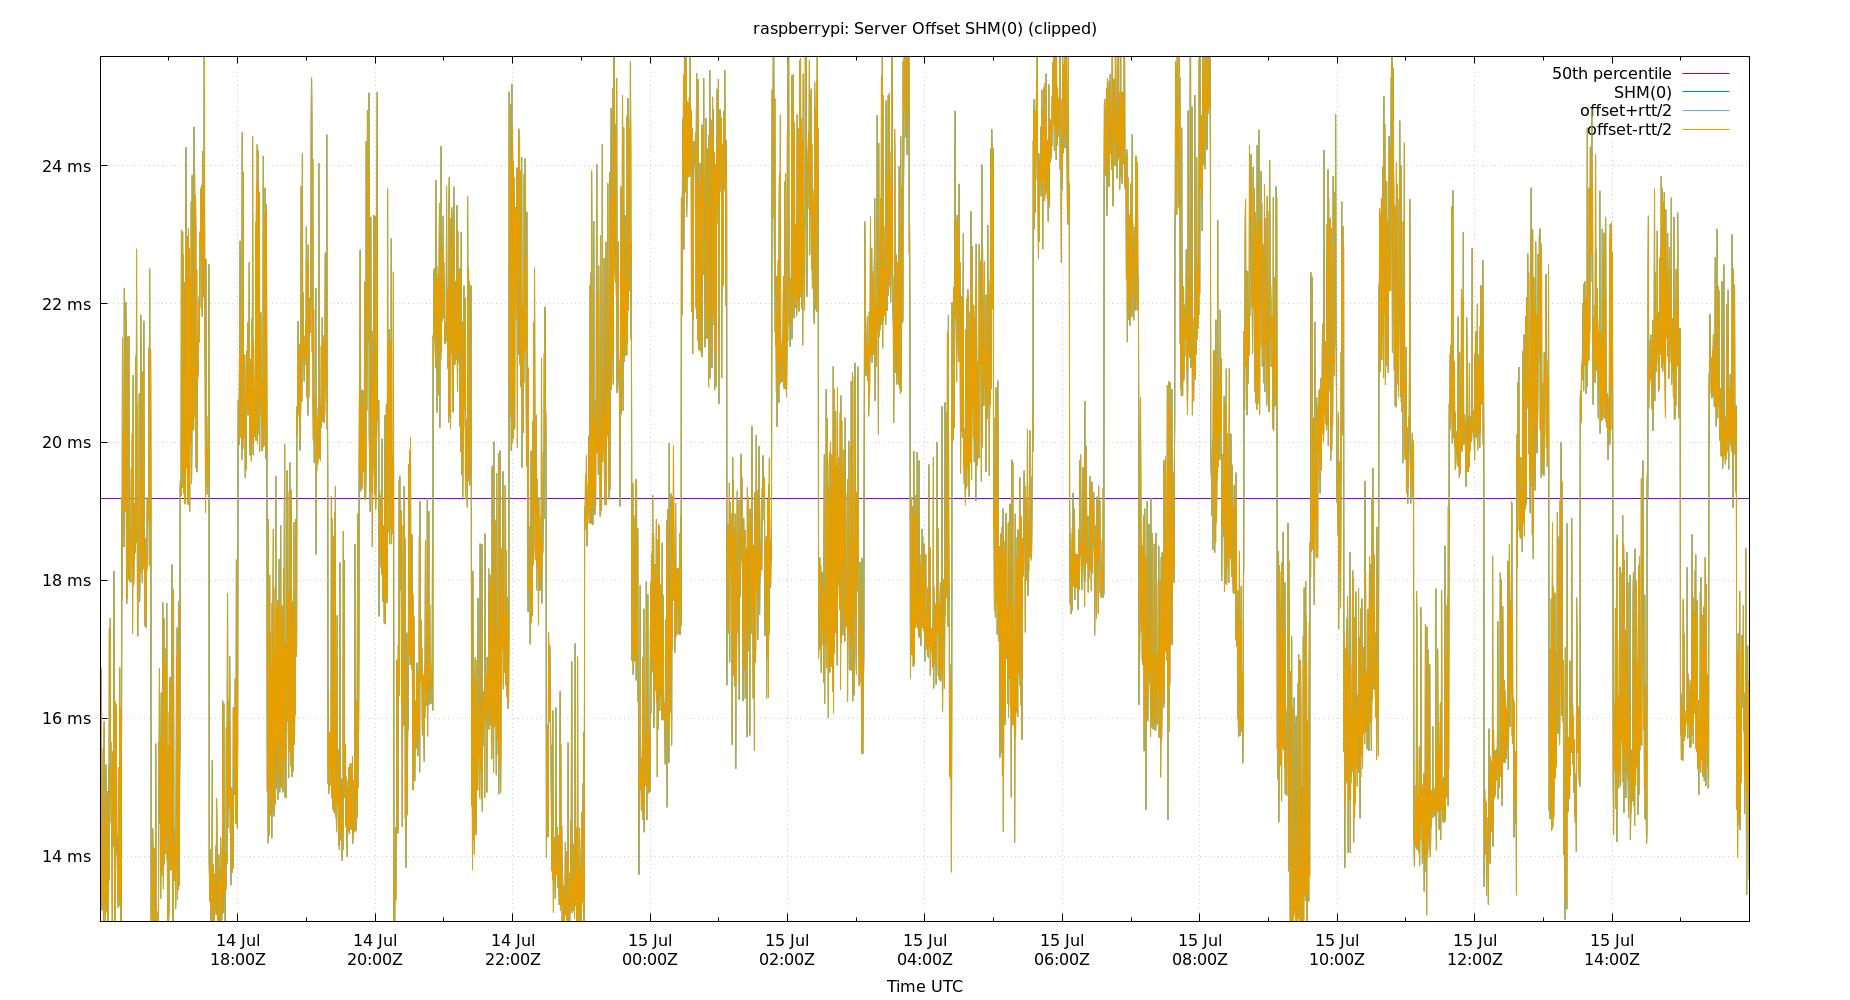 raspberrypi: Server Offset SHM(0) (clipped)
50th percentile
SHM(0)
offset+rtt/2
offset-rtt/2
24 ms
22 ms
20 ms
18 ms
16 ms
14 ms
14 Jul 14 Jul 14 Jul 15 Jul 15 Jul 15 Jul 15 Jul 15 Jul 15 Jul 15 Jul 15 Jul
18:00Z 20:00Z 22:00Z 00:00Z 02:00Z 04:00Z 06:00Z 08:00Z 10:00Z 12:00Z 14:00Z
Time UTC